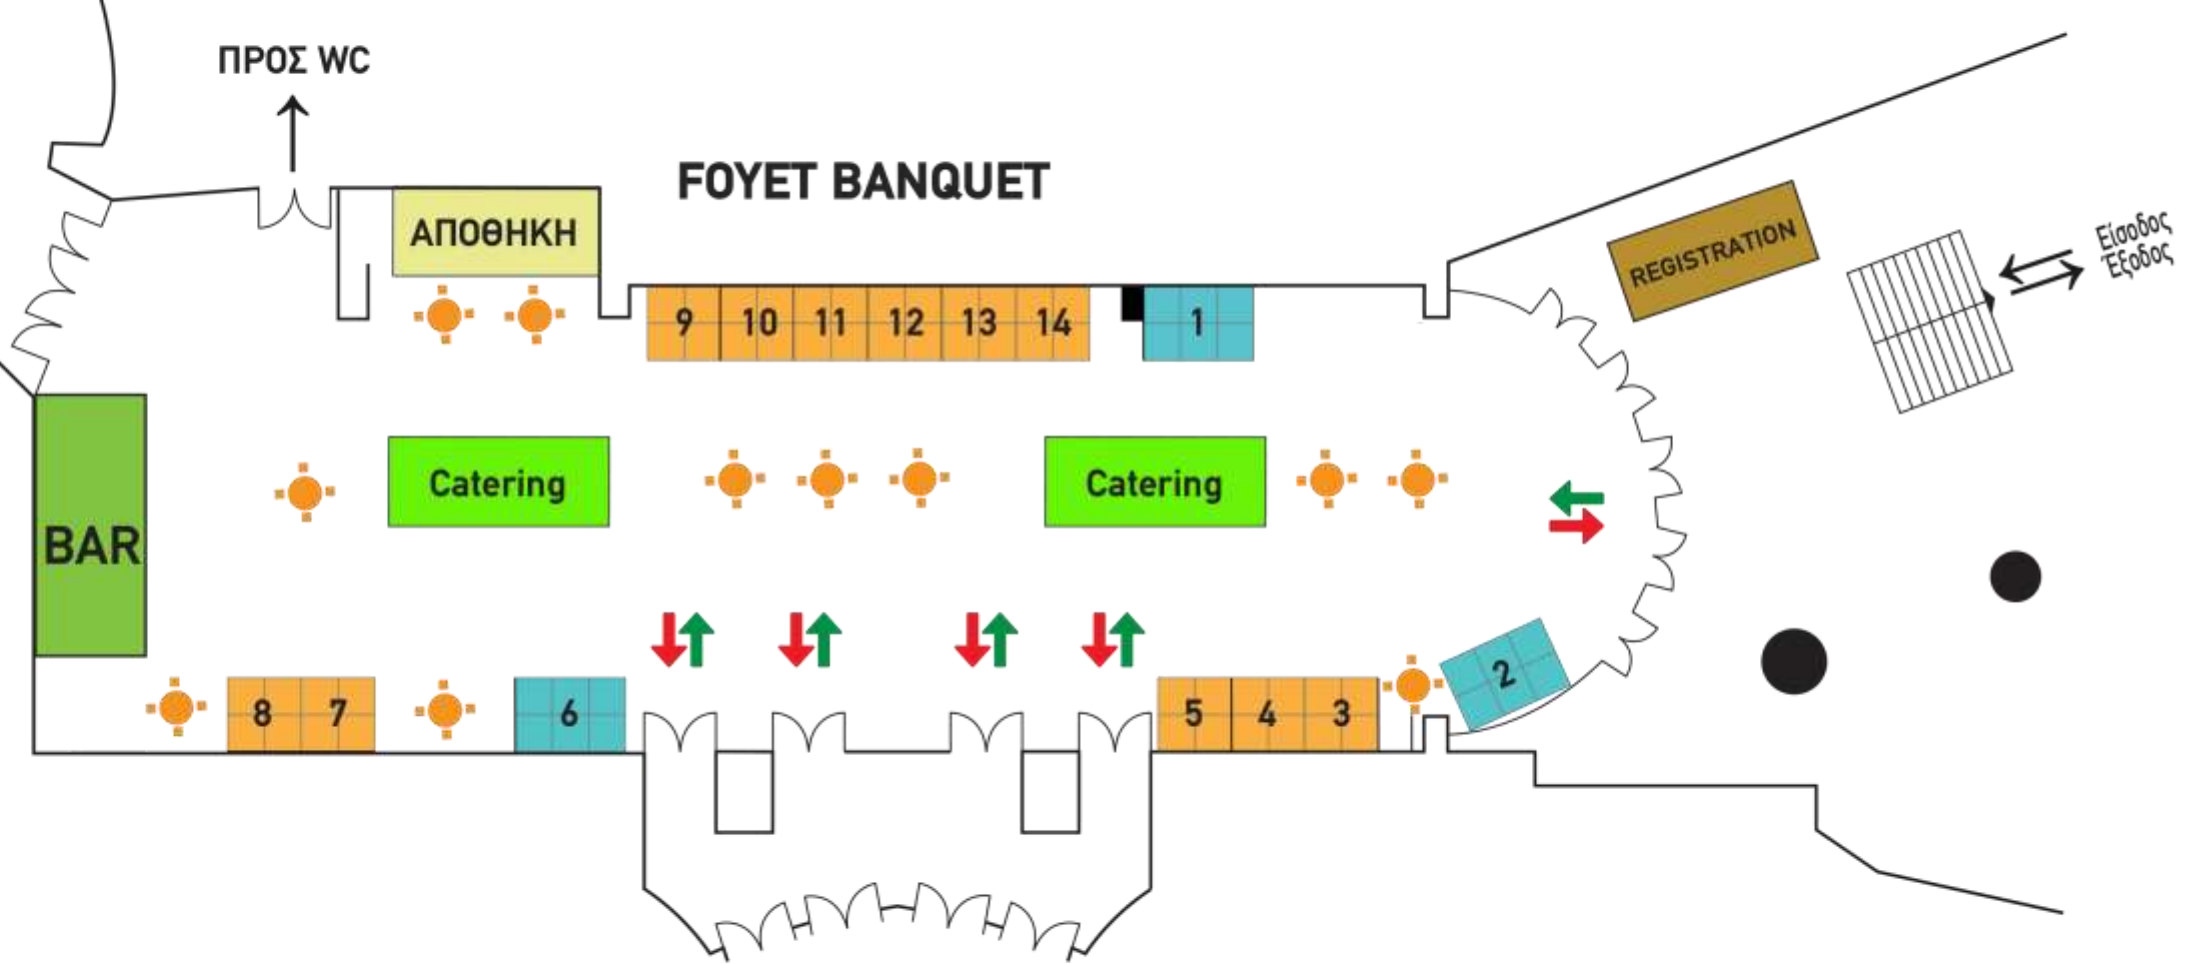 ΠΡΟΣ WC
FOYET BANQUET
ΑΠΟΘΗΚΗ
REGISTRATION
Είσοδος
Έξοδος
9 10 11 12 13 14 1
Catering Catering
BAR
2
8 7 6 5 4 3